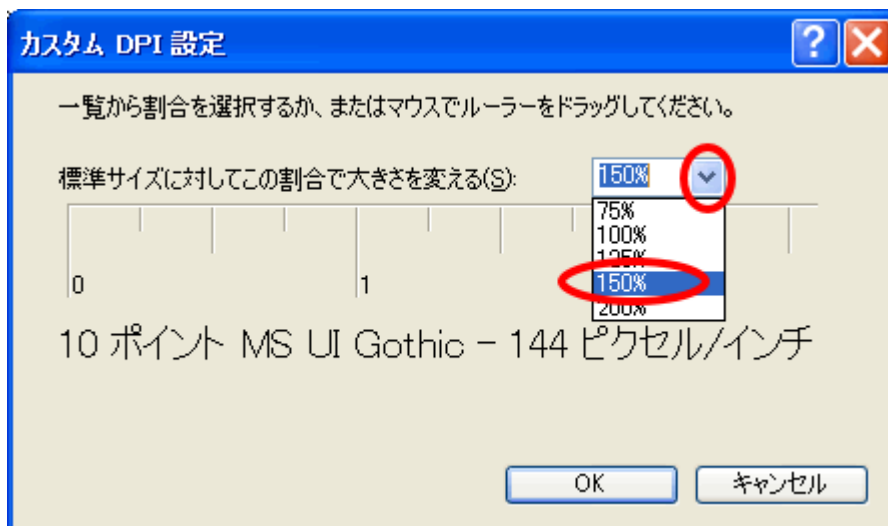 カスタム DPI 設定
一覧から割合を選択するか、またはマウスでルーラーをドラッグしてください。
標準サイズに対してこの割合で大きさを変える(S): 150%
75%
100%
125%
150%
200%
0 1
10 ポイント MS UI Gothic - 144 ピクセル/インチ
OK キャンセル